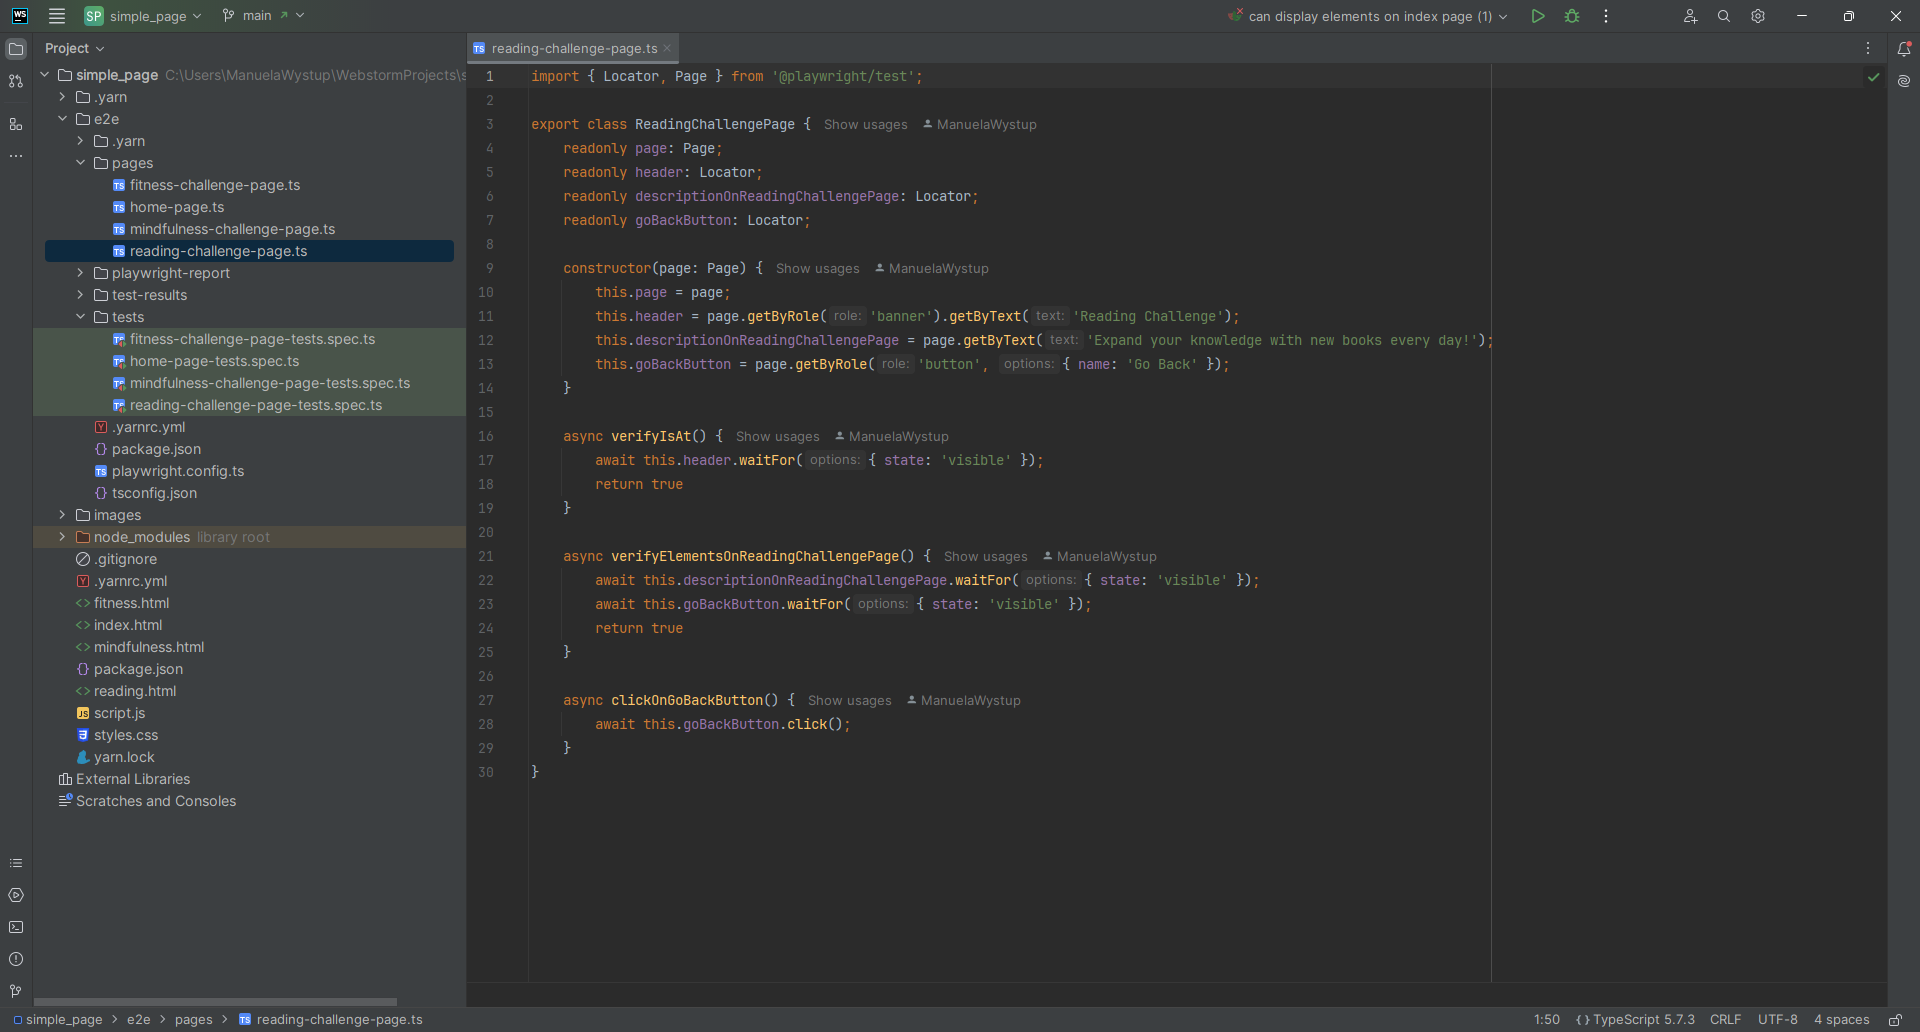 WS SP simple_page main can display elements on index page (1)
Project
simple_page C:\Users\ManuelaWystup\WebstormProjects\s
.yarn
e2e
.yarn
pages
fitness-challenge-page.ts
home-page.ts
mindfulness-challenge-page.ts
reading-challenge-page.ts
playwright-report
test-results
tests
fitness-challenge-page-tests.spec.ts
home-page-tests.spec.ts
mindfulness-challenge-page-tests.spec.ts
reading-challenge-page-tests.spec.ts
.yarnrc.yml
package.json
playwright.config.ts
tsconfig.json
images
node_modules library root
.gitignore
.yarnrc.yml
fitness.html
index.html
mindfulness.html
package.json
reading.html
script.js
styles.css
yarn.lock
External Libraries
Scratches and Consoles
reading-challenge-page.ts
1 import { Locator, Page } from '@playwright/test';
2
3 export class ReadingChallengePage { Show usages ManuelaWystup
4 readonly page: Page;
5 readonly header: Locator;
6 readonly descriptionOnReadingChallengePage: Locator;
7 readonly goBackButton: Locator;
8
9 constructor(page: Page) { Show usages ManuelaWystup
10 this.page = page;
11 this.header = page.getByRole( role: 'banner').getByText( text: 'Reading Challenge');
12 this.descriptionOnReadingChallengePage = page.getByText( text: 'Expand your knowledge with new books every day!');
13 this.goBackButton = page.getByRole( role: 'button', options: { name: 'Go Back' });
14 }
15
16 async verifyIsAt() { Show usages ManuelaWystup
17 await this.header.waitFor( options: { state: 'visible' });
18 return true
19 }
20
21 async verifyElementsOnReadingChallengePage() { Show usages ManuelaWystup
22 await this.descriptionOnReadingChallengePage.waitFor( options: { state: 'visible' });
23 await this.goBackButton.waitFor( options: { state: 'visible' });
24 return true
25 }
26
27 async clickOnGoBackButton() { Show usages ManuelaWystup
28 await this.goBackButton.click();
29 }
30 }
simple_page > e2e > pages > reading-challenge-page.ts 1:50 {} TypeScript 5.7.3 CRLF UTF-8 4 spaces